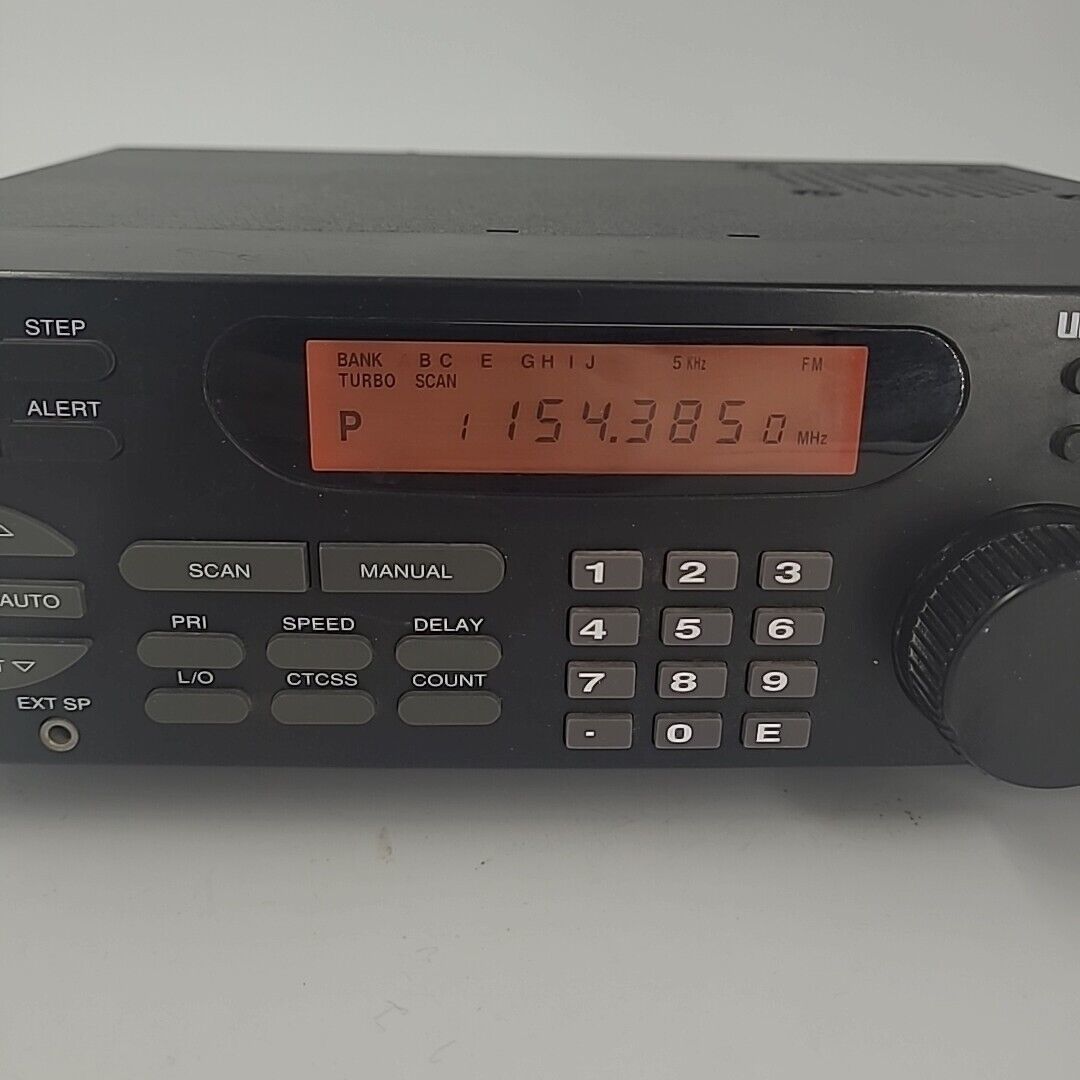 STEP
ALERT
BANK B C E G H I J 5 KHz FM
TURBO SCAN
P 1 154.3850 MHz
SCAN MANUAL
AUTO
PRI SPEED DELAY
L/O CTCSS COUNT
EXT SP
1 2 3
4 5 6
7 8 9
. 0 E